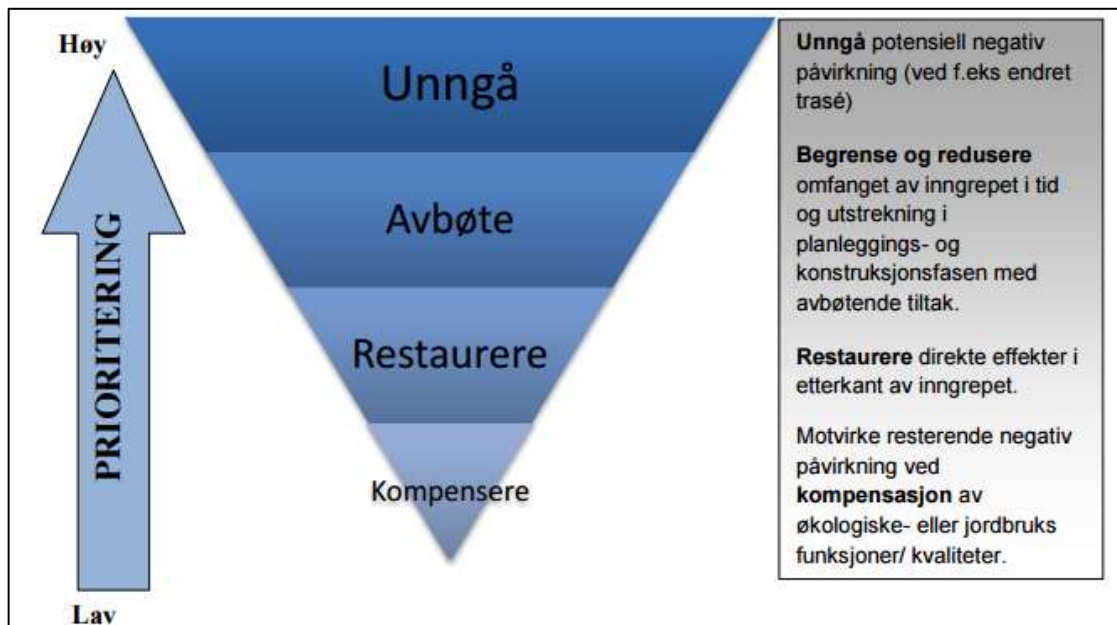 Høy
PRIORITERING
Lav
Unngå
Avbøte
Restaurere
Kompensere
Unngå potensiell negativ
påvirkning (ved f.eks endret
trasé)
Begrense og redusere
omfanget av inngrepet i tid
og utstrekning i
planleggings- og
konstruksjonsfasen med
avbøtende tiltak.
Restaurere direkte effekter i
etterkant av inngrepet.
Motvirke resterende negativ
påvirkning ved
kompensasjon av
økologiske- eller jordbruks
funksjoner/ kvaliteter.